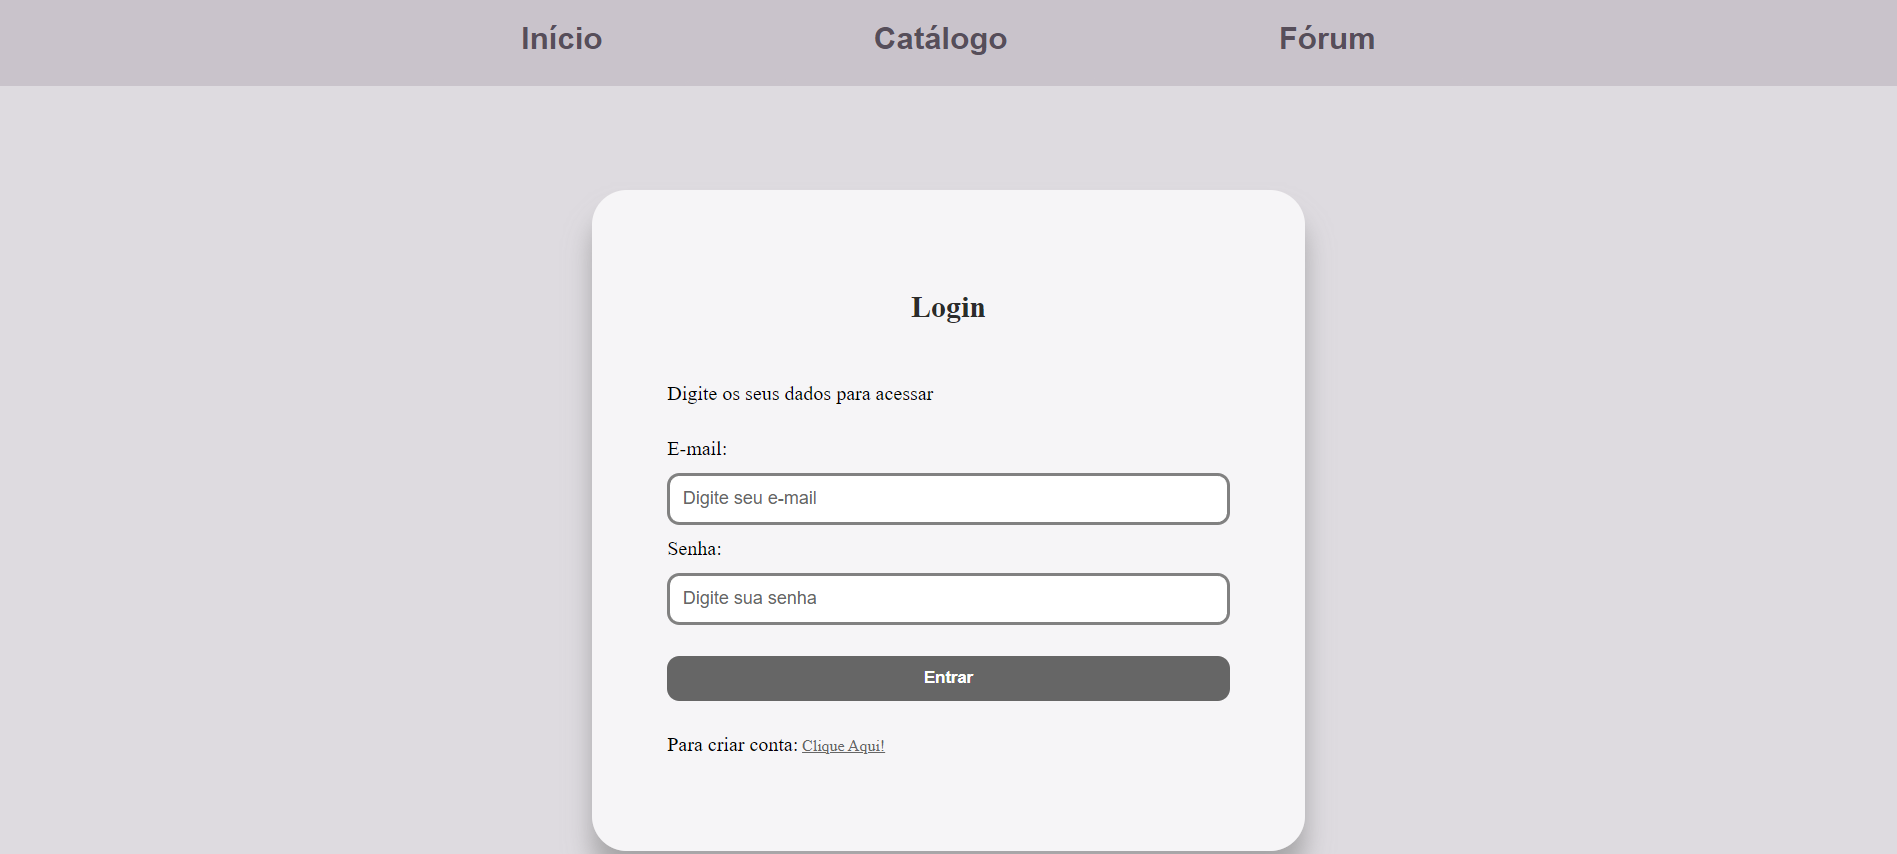 Início Catálogo Fórum
Login
Digite os seus dados para acessar
E-mail:
Digite seu e-mail
Senha:
Digite sua senha
Entrar
Para criar conta: Clique Aqui!